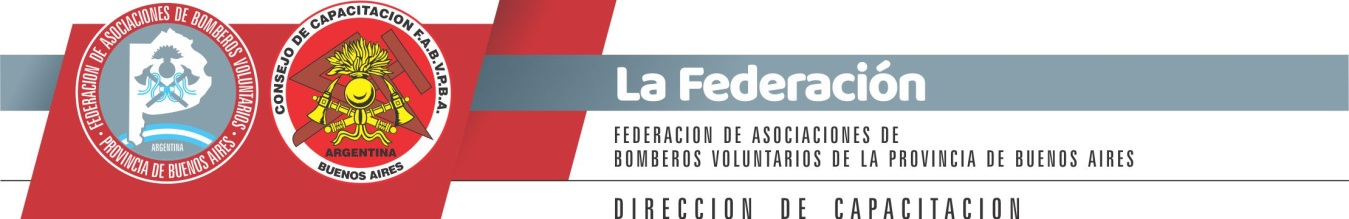 FEDERACION DE ASOCIACIONES DE BOMBEROS VOLUNTARIOS
• PROVINCIA DE BUENOS AIRES •
ARGENTINA
CONSEJO DE CAPACITACION F.A.B.V.P.B.A.
ARGENTINA
BUENOS AIRES
La Federación
FEDERACION DE ASOCIACIONES DE
BOMBEROS VOLUNTARIOS DE LA PROVINCIA DE BUENOS AIRES
DIRECCION DE CAPACITACION